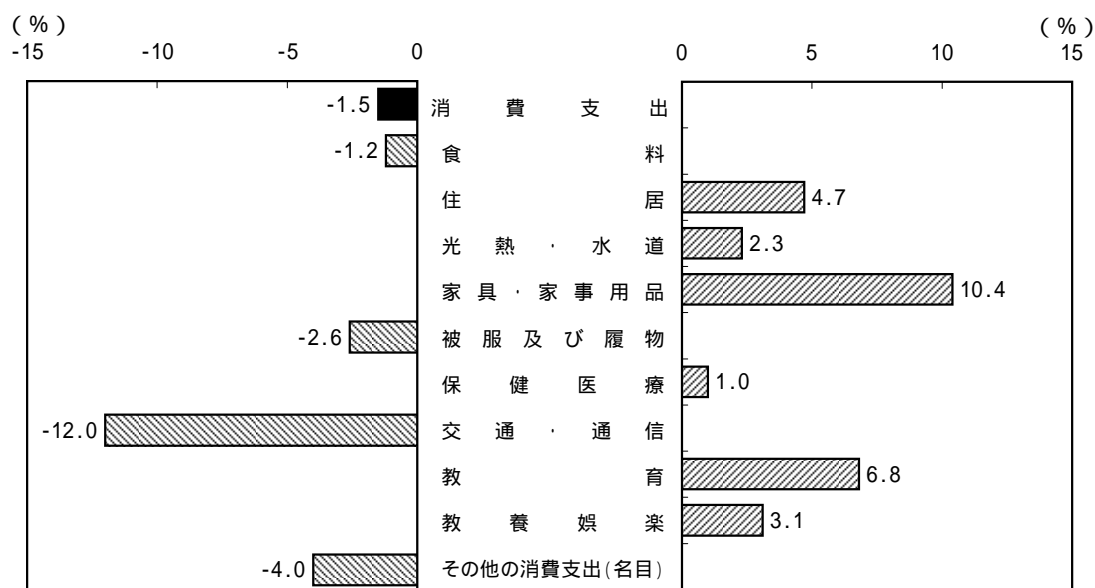 (%) (%)
-15 -10 -5 0 0 5 10 15
-1.5 消費支出
-1.2 食料
住居 4.7
光熱・水道 2.3
家具・家事用品 10.4
-2.6 被服及び履物
保健医療 1.0
-12.0 交通・通信
教育 6.8
教養娯楽 3.1
-4.0 その他の消費支出(名目)